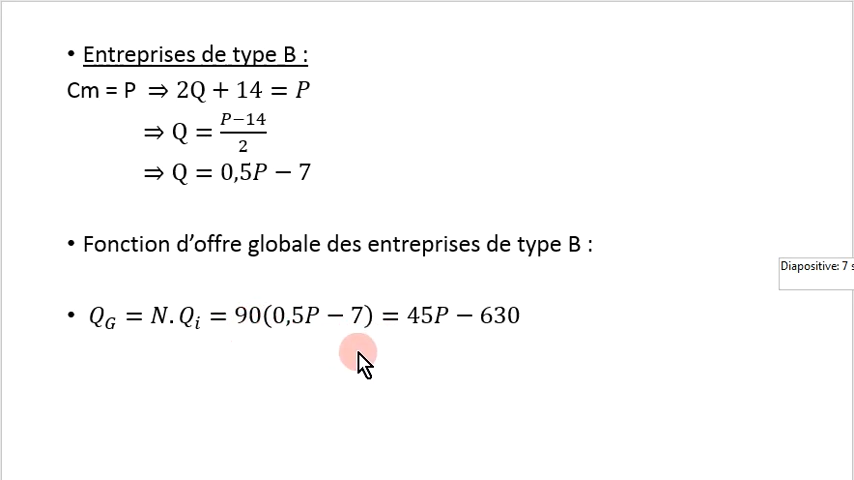 • Entreprises de type B :
Cm = P ⇒ 2Q + 14 = P
⇒ Q = \frac{P−14}{2}
⇒ Q = 0,5P − 7
• Fonction d’offre globale des entreprises de type B :
Diapositive: 7 s
• Q_G = N. Q_i = 90(0,5P − 7) = 45P − 630